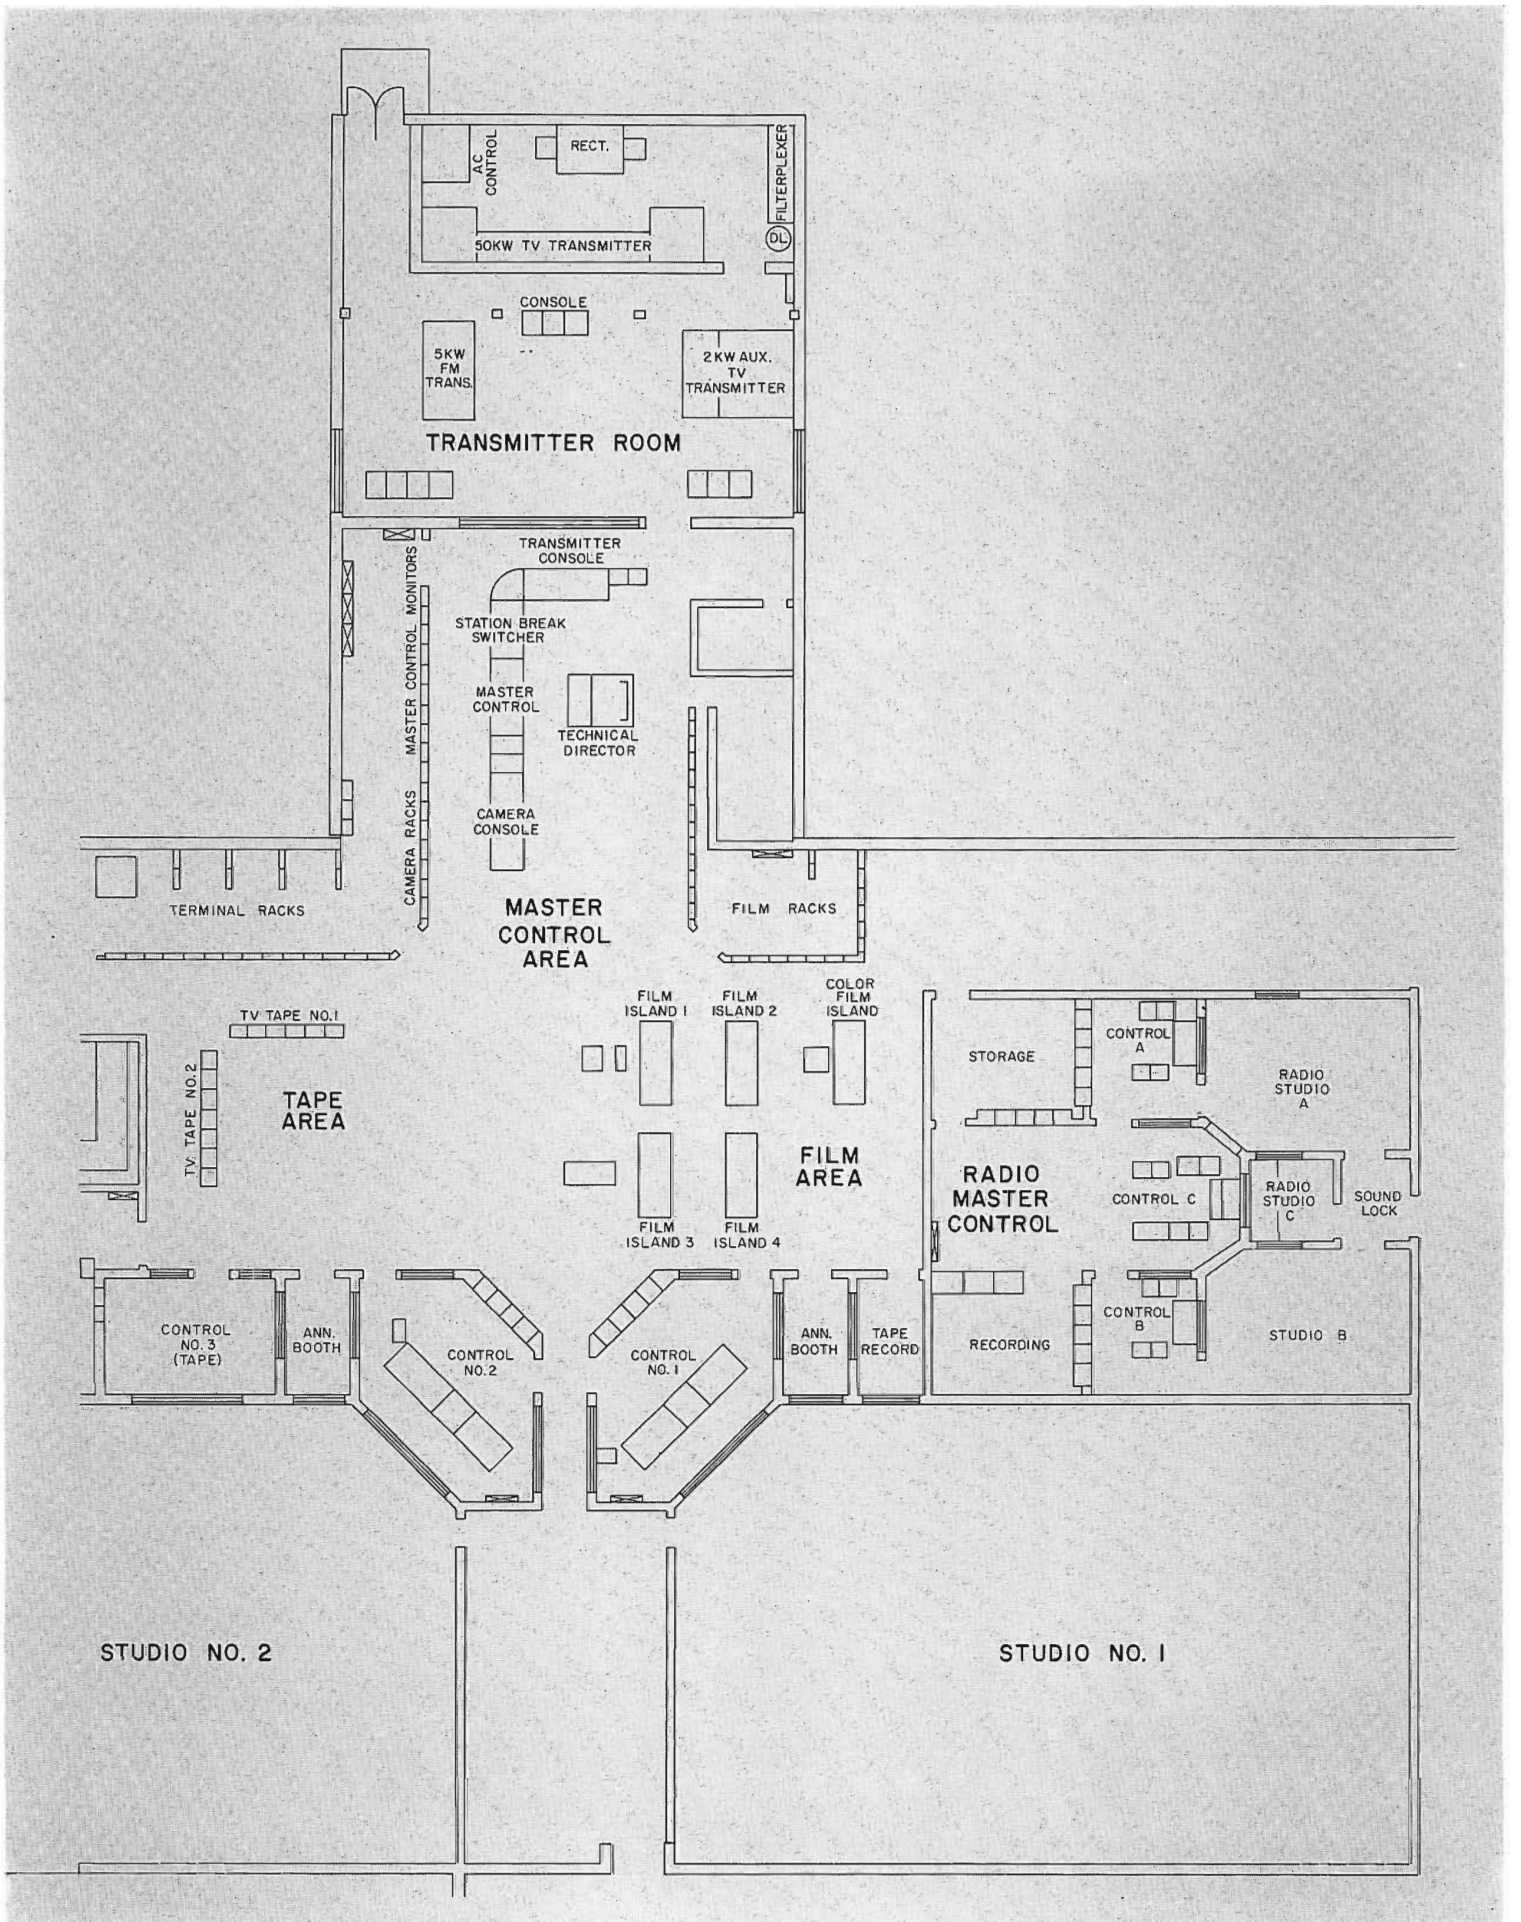 AC
CONTROL
RECT.
FILTERPLEXER
DL
50KW TV TRANSMITTER
CONSOLE
5KW
FM
TRANS.
2KW AUX.
TV
TRANSMITTER
TRANSMITTER ROOM
TRANSMITTER
CONSOLE
MASTER CONTROL MONITORS
STATION BREAK
SWITCHER
MASTER
CONTROL
TECHNICAL
DIRECTOR
CAMERA RACKS
CAMERA
CONSOLE
TERMINAL RACKS
MASTER
CONTROL
AREA
FILM RACKS
TV TAPE NO.1
TV TAPE NO.2
TAPE
AREA
FILM
ISLAND 1
FILM
ISLAND 2
COLOR
FILM
ISLAND
FILM
AREA
FILM
ISLAND 3
FILM
ISLAND 4
STORAGE
CONTROL
A
RADIO
STUDIO
A
RADIO
MASTER
CONTROL
CONTROL C
RADIO
STUDIO
C
SOUND
LOCK
CONTROL
NO.3
(TAPE)
ANN.
BOOTH
CONTROL
NO.2
CONTROL
NO.1
ANN.
BOOTH
TAPE
RECORD
RECORDING
CONTROL
B
STUDIO B
STUDIO NO. 2
STUDIO NO. 1